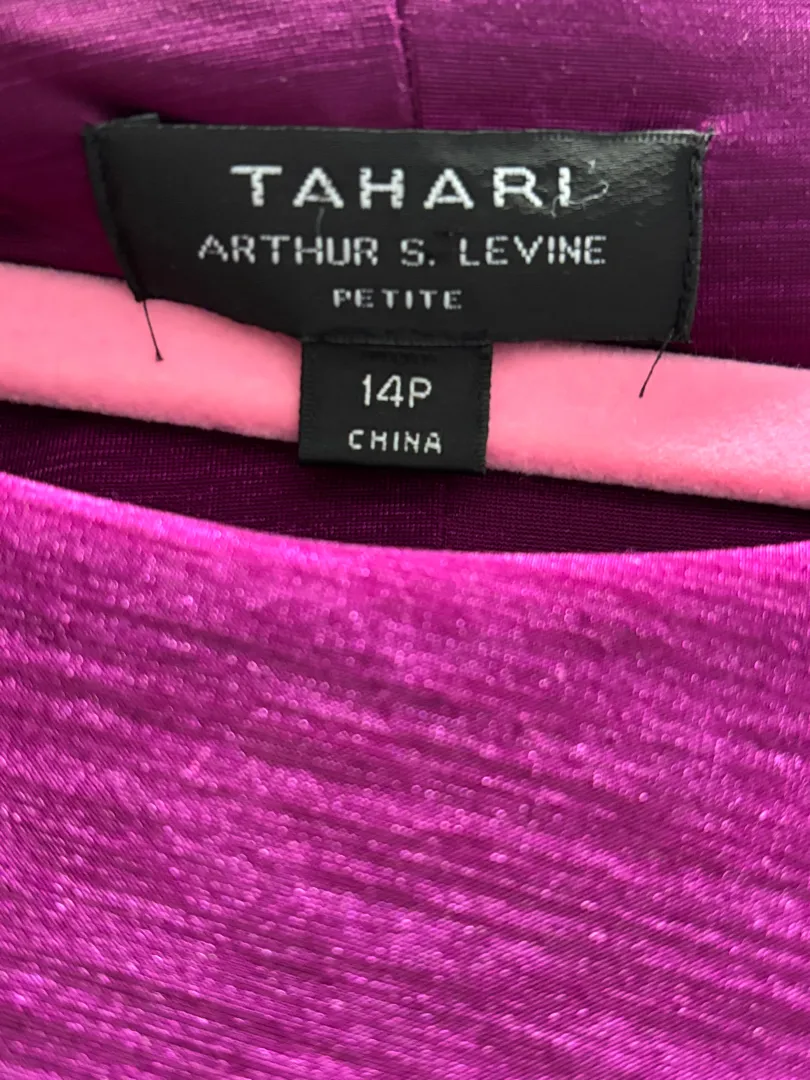 TAHARI
ARTHUR S. LEVINE
PETITE
14P
CHINA